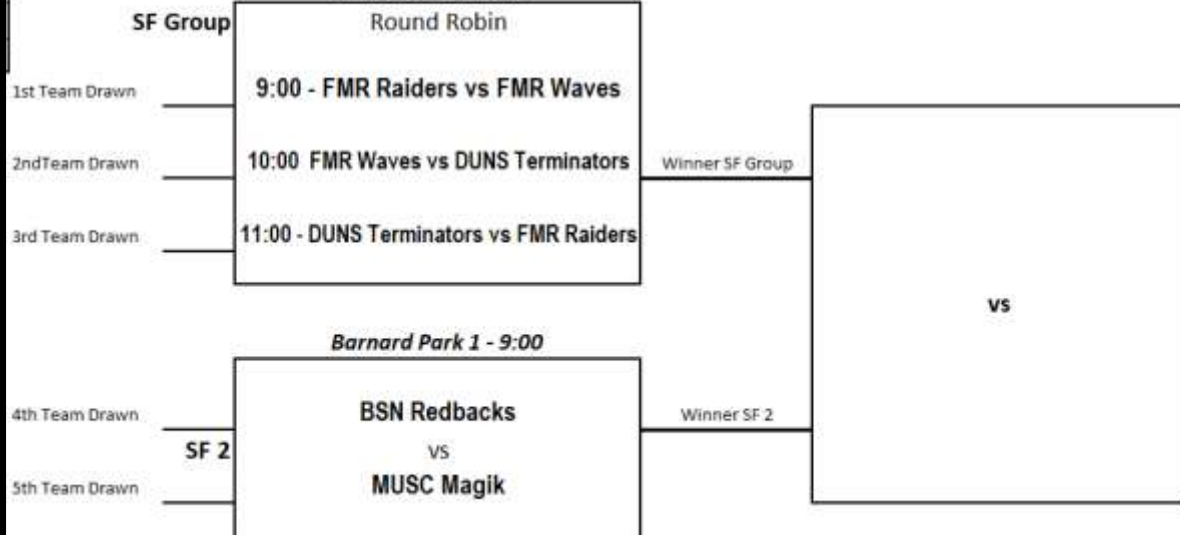 SF Group
Round Robin
1st Team Drawn
9:00 - FMR Raiders vs FMR Waves
2ndTeam Drawn
10:00 FMR Waves vs DUNS Terminators
Winner SF Group
3rd Team Drawn
11:00 - DUNS Terminators vs FMR Raiders
vs
Barnard Park 1 - 9:00
4th Team Drawn
BSN Redbacks
Winner SF 2
SF 2
vs
5th Team Drawn
MUSC Magik